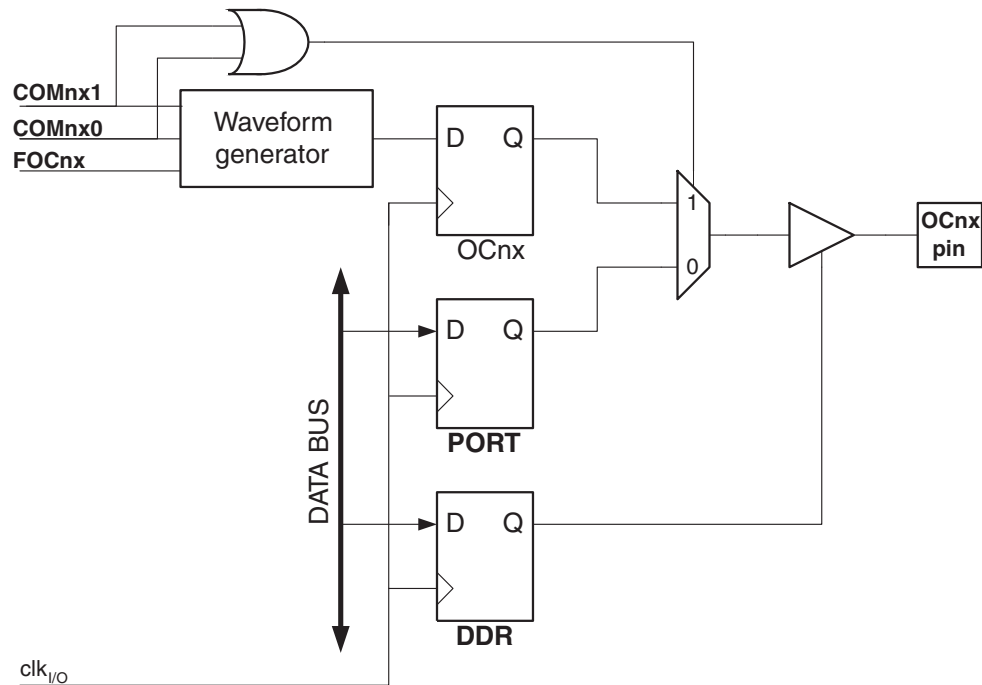 COMnx1
COMnx0
FOCnx
Waveform
generator
D
Q
OCnx
1
0
OCnx
pin
D
Q
PORT
DATA BUS
D
Q
DDR
clkI/O